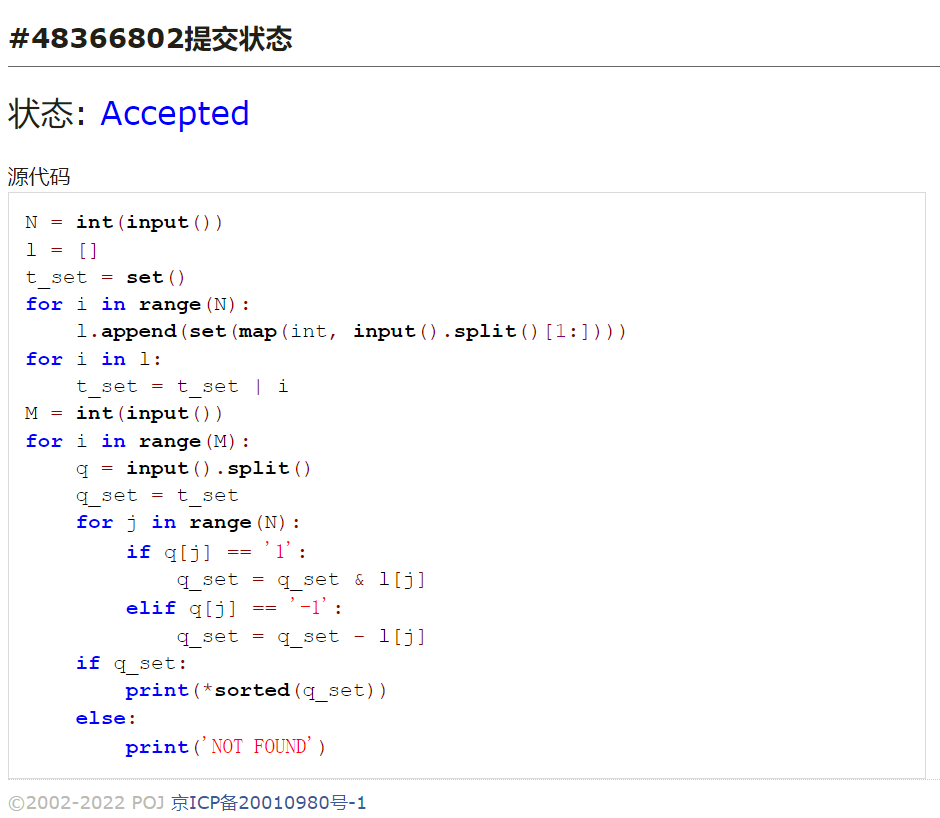 #48366802提交状态
状态: Accepted
源代码
N = int(input())
l = []
t_set = set()
for i in range(N):
    l.append(set(map(int, input().split()[1:])))
for i in l:
    t_set = t_set | i
M = int(input())
for i in range(M):
    q = input().split()
    q_set = t_set
    for j in range(N):
        if q[j] == '1':
            q_set = q_set & l[j]
        elif q[j] == '-1':
            q_set = q_set - l[j]
    if q_set:
        print(*sorted(q_set))
    else:
        print('NOT FOUND')
©2002-2022 POJ 京ICP备20010980号-1